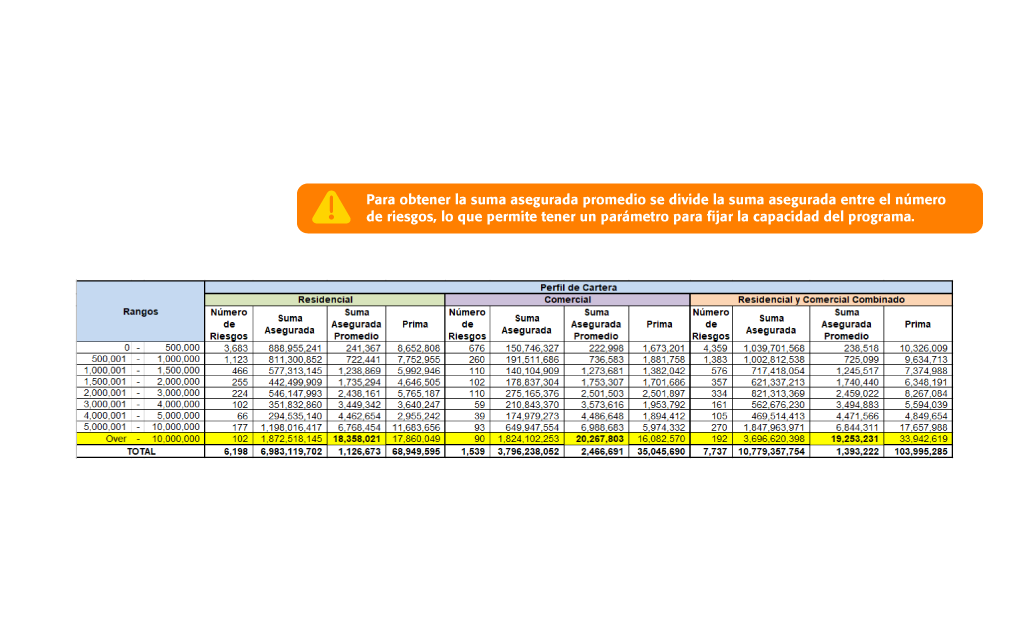 Para obtener la suma asegurada promedio se divide la suma asegurada entre el número
de riesgos, lo que permite tener un parámetro para fijar la capacidad del programa.
Perfil de Cartera
Rangos Residencial Comercial Residencial y Comercial Combinado
Número de Riesgos Suma Asegurada Suma Asegurada Promedio Prima Número de Riesgos Suma Asegurada Suma Asegurada Promedio Prima Número de Riesgos Suma Asegurada Suma Asegurada Promedio Prima
0 - 500,000 3,683 888,955,241 241,367 8,652,808 676 150,746,327 222,998 1,673,201 4,359 1,039,701,568 238,518 10,326,009
500,001 - 1,000,000 1,123 811,300,852 722,441 7,752,955 260 191,511,686 736,583 1,881,758 1,383 1,002,812,538 725,099 9,634,713
1,000,001 - 1,500,000 466 577,313,145 1,238,869 5,992,946 110 140,104,909 1,273,681 1,382,042 576 717,418,054 1,245,517 7,374,988
1,500,001 - 2,000,000 255 442,499,909 1,735,294 4,646,505 102 178,837,304 1,753,307 1,701,686 357 621,337,213 1,740,440 6,348,191
2,000,001 - 3,000,000 224 546,147,993 2,438,161 5,765,187 110 275,165,376 2,501,503 2,501,897 334 821,313,369 2,459,022 8,267,084
3,000,001 - 4,000,000 102 351,832,860 3,449,342 3,640,247 59 210,843,370 3,573,616 1,953,792 161 562,676,230 3,494,883 5,594,039
4,000,001 - 5,000,000 66 294,535,140 4,462,654 2,955,242 39 174,979,273 4,486,648 1,894,412 105 469,514,413 4,471,566 4,849,654
5,000,001 - 10,000,000 177 1,198,016,417 6,768,454 11,683,656 93 649,947,554 6,988,683 5,974,332 270 1,847,963,971 6,844,311 17,657,988
Over - 10,000,000 102 1,872,518,145 18,358,021 17,860,049 90 1,824,102,253 20,267,803 16,082,570 192 3,696,620,398 19,253,231 33,942,619
TOTAL 6,198 6,983,119,702 1,126,673 68,949,595 1,539 3,796,238,052 2,466,691 35,045,690 7,737 10,779,357,754 1,393,222 103,995,285